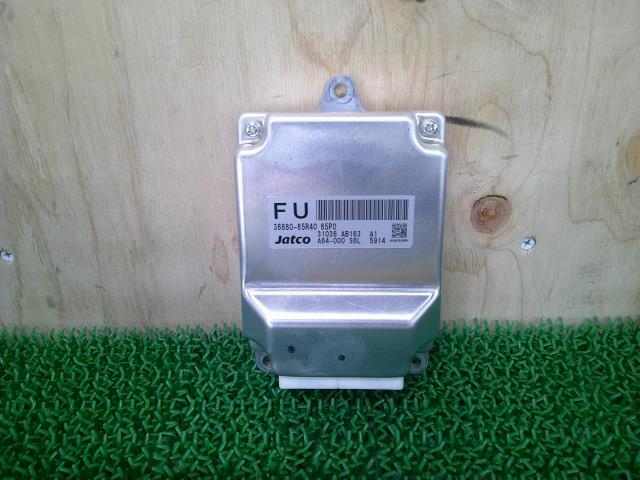 FU
38880-65R40 65P0
31036 AB163 A1
Jatco A64-000 56L 5914